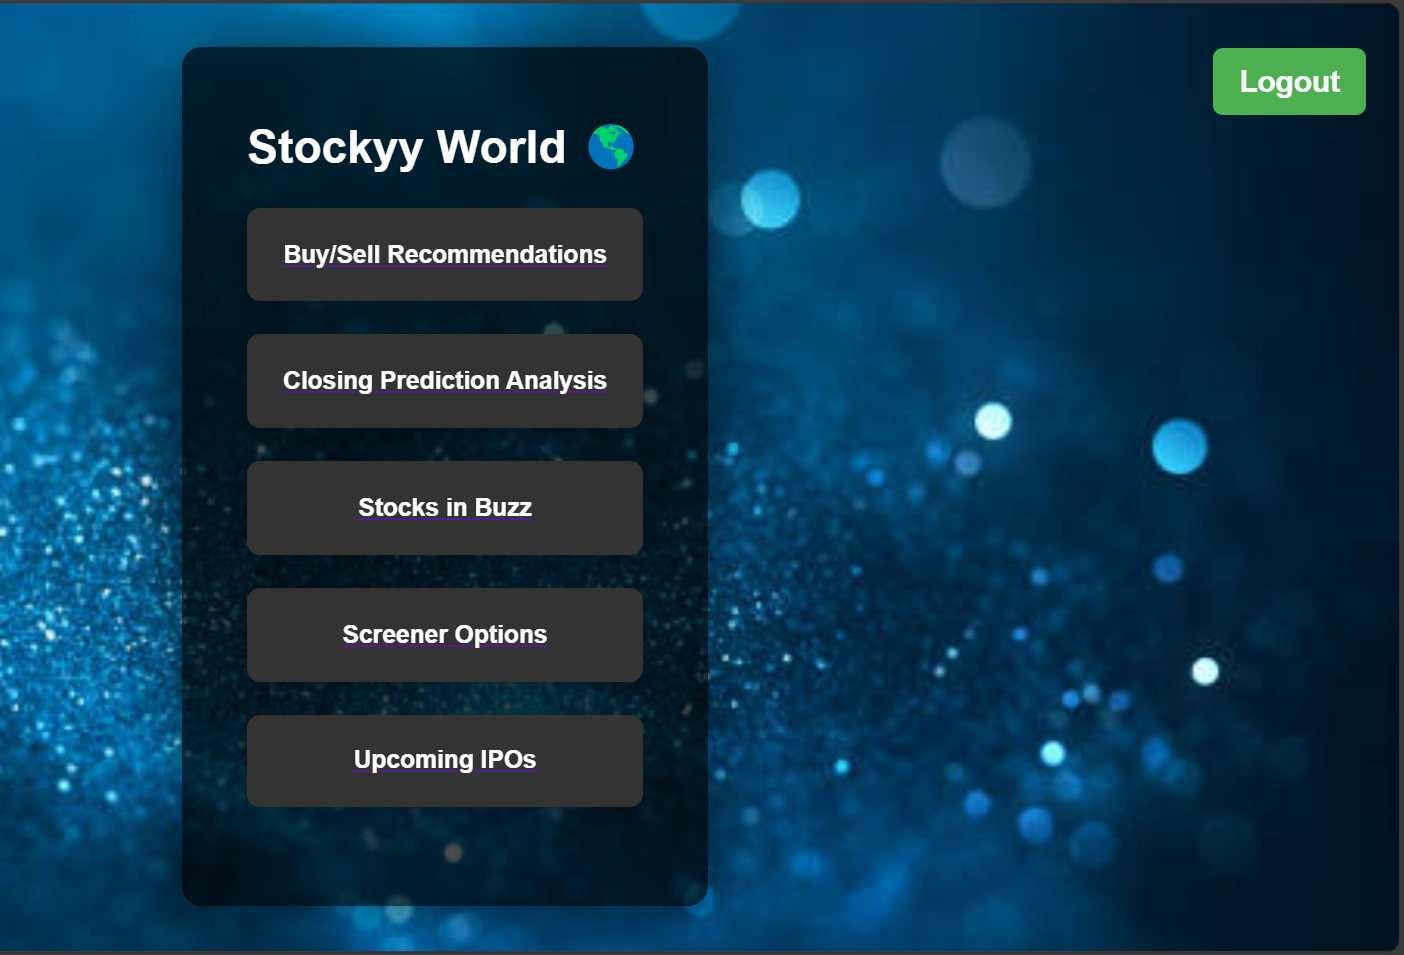 Logout
Stockyy World 🌎
Buy/Sell Recommendations
Closing Prediction Analysis
Stocks in Buzz
Screener Options
Upcoming IPOs